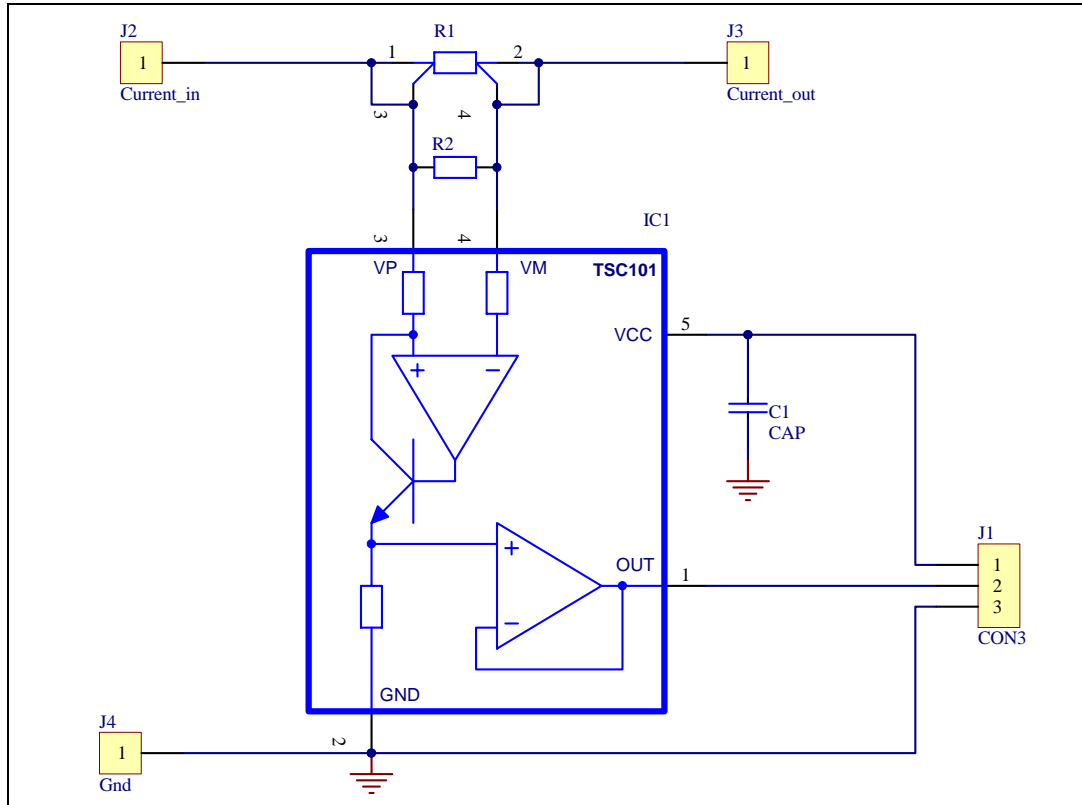 J2
1
Current_in
1
R1
2
J3
1
Current_out
3
4
R2
3
4
IC1
VP
VM
TSC101
VCC
5
+
−
C1
CAP
J1
1
2
3
CON3
+
−
OUT
1
GND
J4
1
Gnd
2